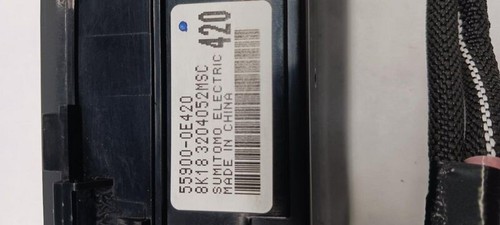 55900-0E420
8K18 3204052MSC
SUMITOMO ELECTRIC
MADE IN CHINA
420